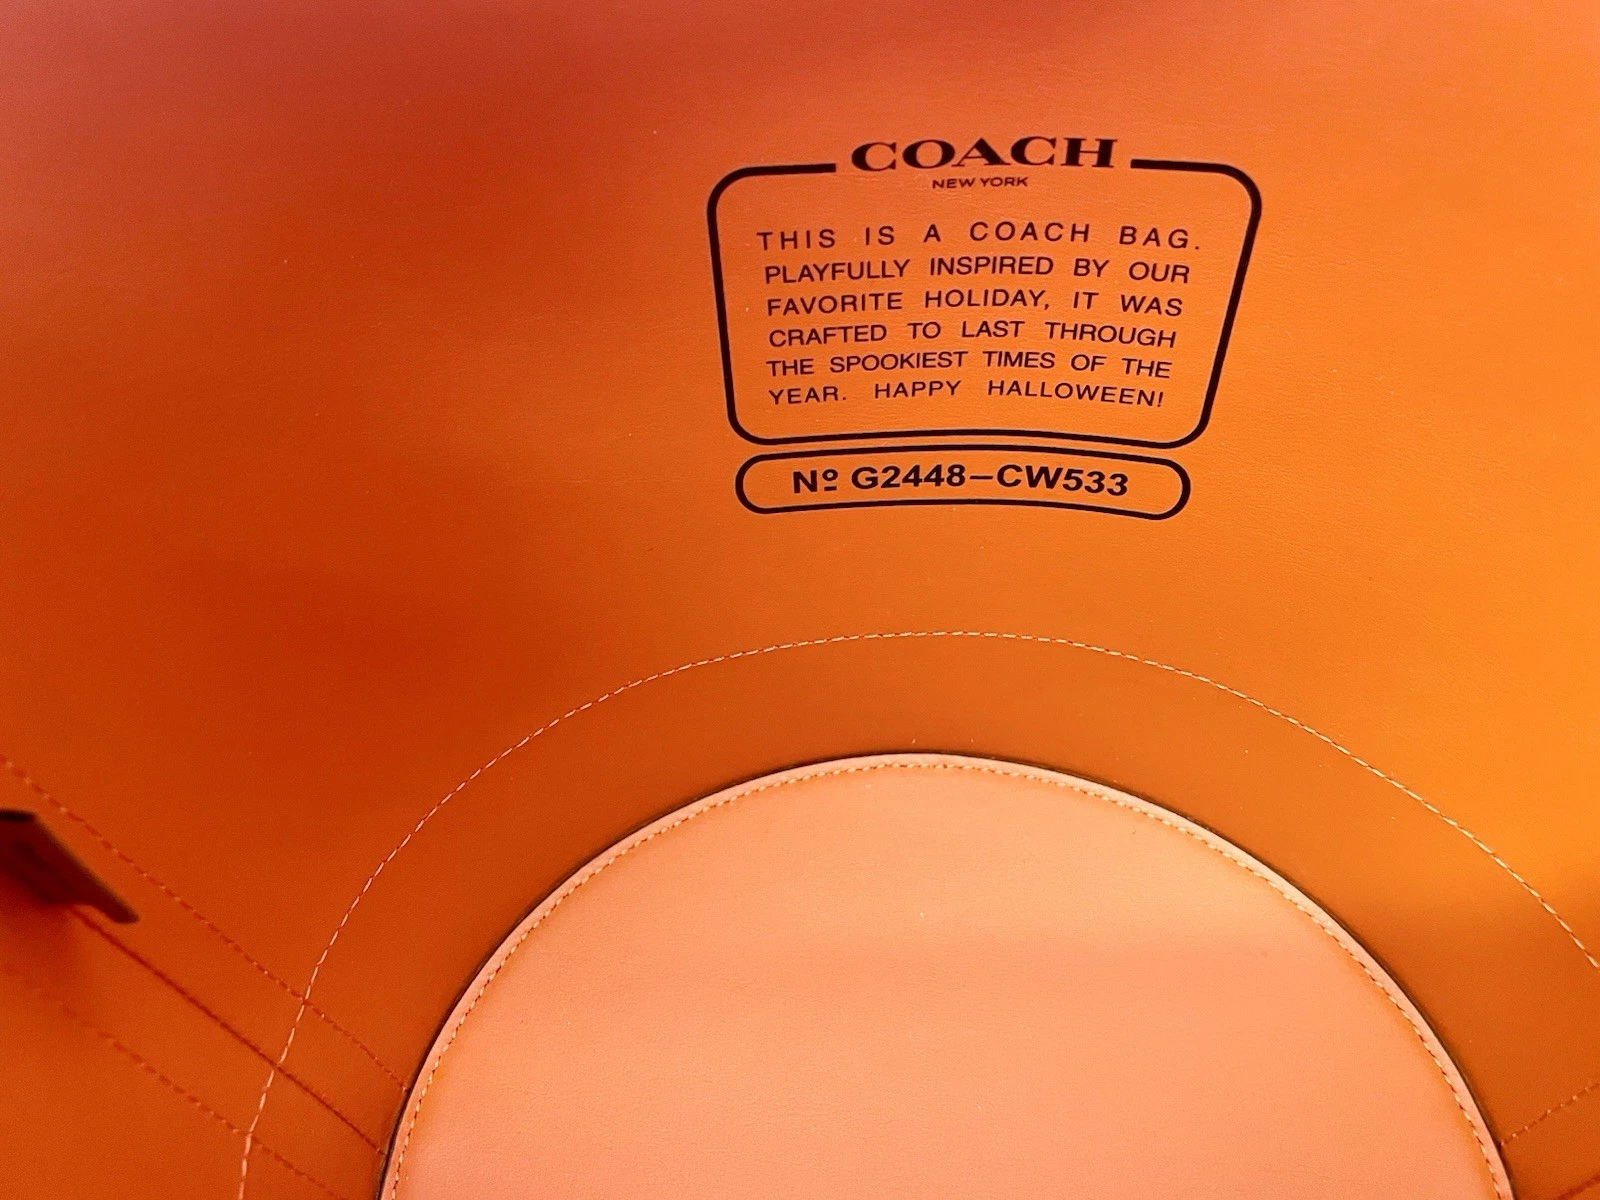 COACH
NEW YORK
THIS IS A COACH BAG.
PLAYFULLY INSPIRED BY OUR
FAVORITE HOLIDAY, IT WAS
CRAFTED TO LAST THROUGH
THE SPOOKIEST TIMES OF THE
YEAR. HAPPY HALLOWEEN!
Nº G2448–CW533